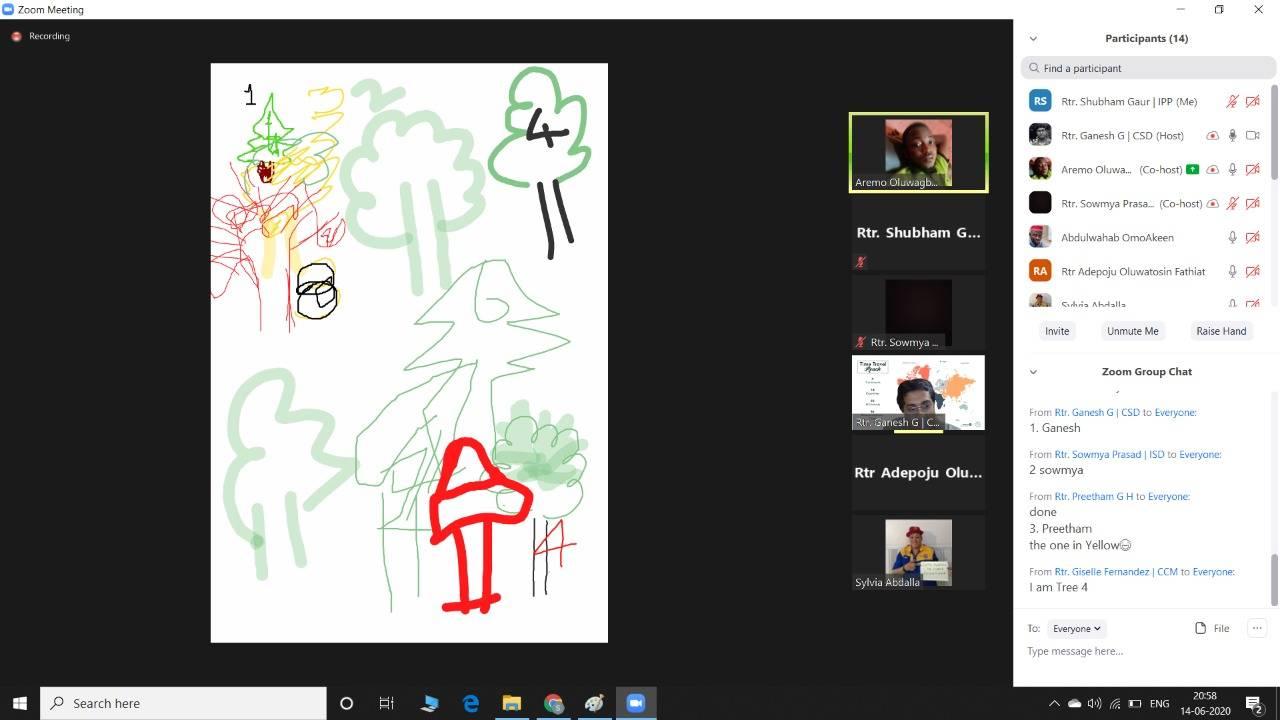 Zoom Meeting
Recording
1
4
Aremo Oluwagb...
Rtr. Shubham G...
Rtr. Sowmya ...
Time Travel
Rtr. Ganesh G | C...
Rtr Adepoju Olu...
Sylvia Abdalla
Participants (14)
Find a participant
RS
Rtr. Shubham Gaur | IPP (Me)
Rtr. Ganesh G | CSD (Host)
Aremo Oluwa... (Co-host)
Rtr. Sowmya Prasa... (Co-host)
Abdulwahab OmoAkeen
RA
Rtr Adepoju Oluwatosin Fathiat
Sylvia Abdalla
Invite
Unmute Me
Raise Hand
Zoom Group Chat
From Rtr. Ganesh G | CSD to Everyone:
1. Ganesh
From Rtr. Sowmya Prasad | ISD to Everyone:
2 sowmya
From Rtr. Preetham G H to Everyone:
done
3. Preetham
the one in Yellow
From Rtr. Giselle Fernandez | CCM to Everyone:
I am Tree 4
To:
Everyone
File
Type message here...
Search here
ENG
20:58
14-06-2020
2